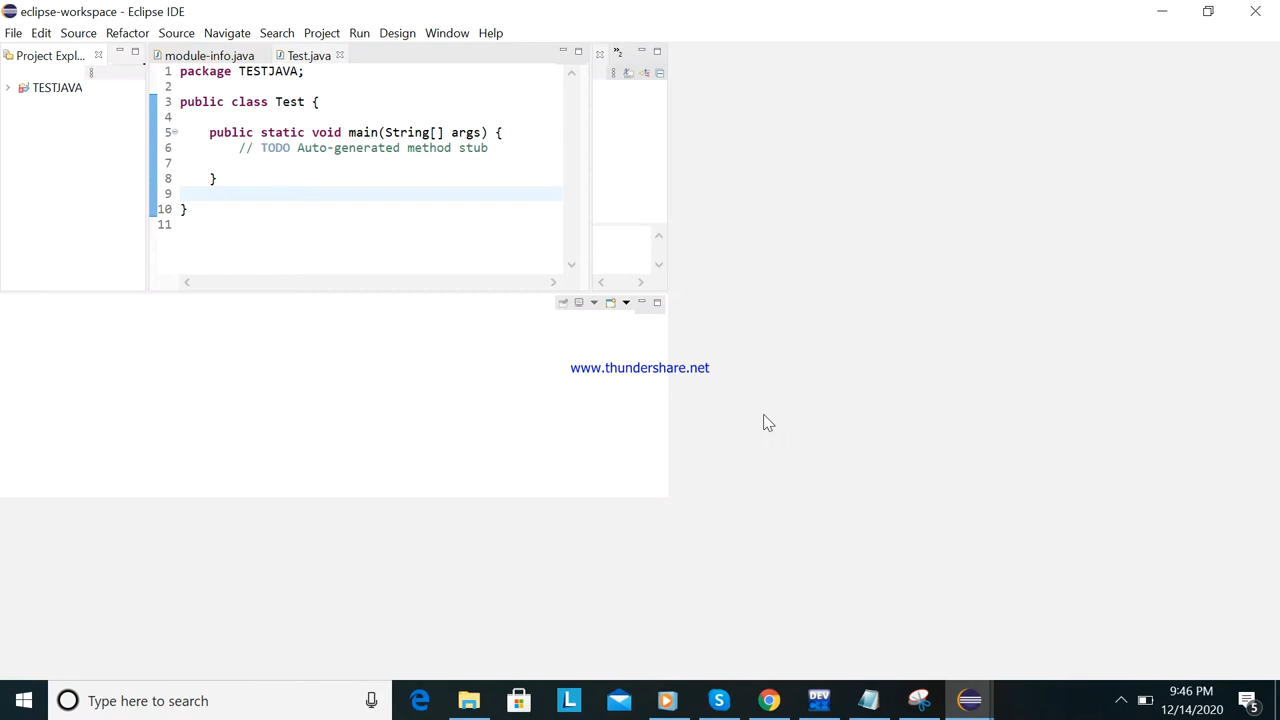 eclipse-workspace - Eclipse IDE
File Edit Source Refactor Source Navigate Search Project Run Design Window Help
Project Expl... module-info.java Test.java »2
TESTJAVA
1 package TESTJAVA;
2
3 public class Test {
4
5 public static void main(String[] args) {
6 // TODO Auto-generated method stub
7
8 }
9
10 }
11
www.thundershare.net
Type here to search
L
S
DEV
9:46 PM
12/14/2020
5